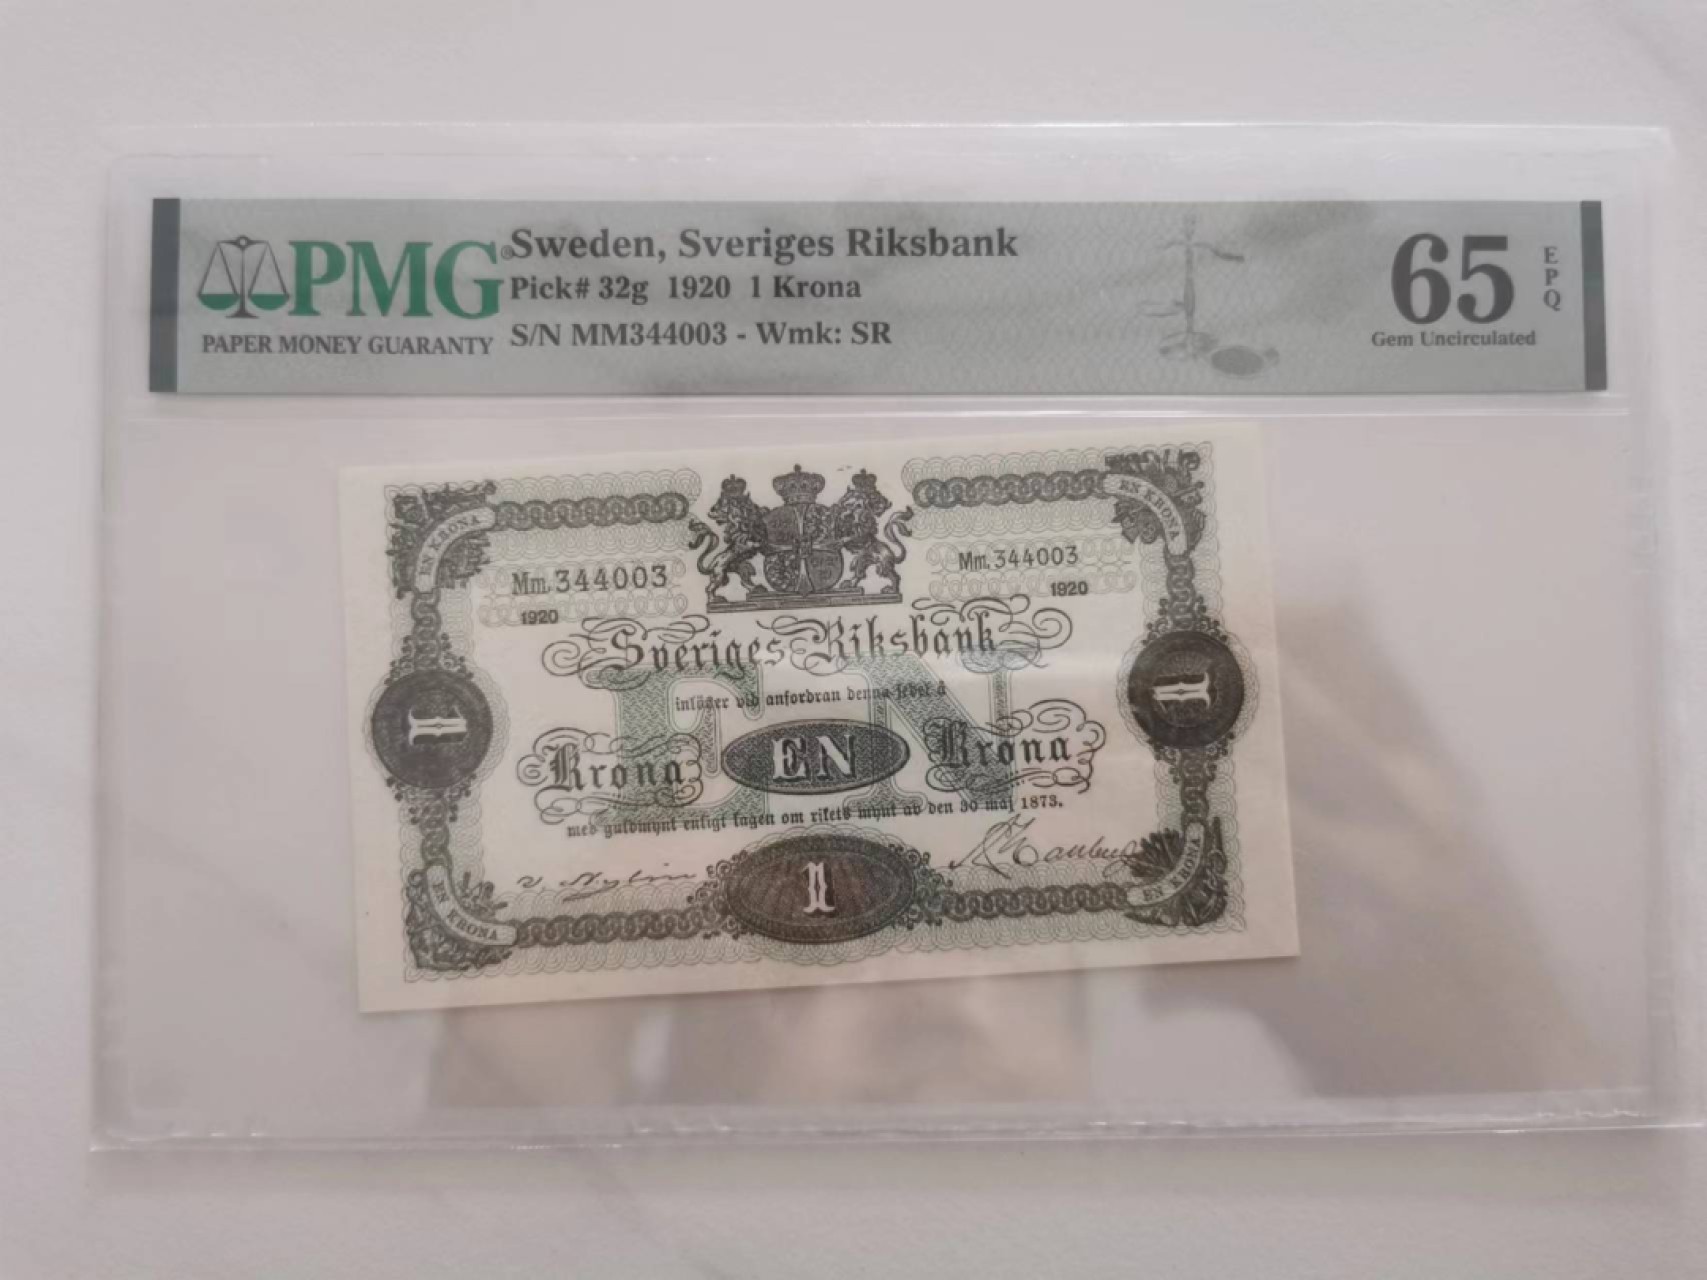 PMG
PAPER MONEY GUARANTY
Sweden, Sveriges Riksbank
Pick# 32g 1920 1 Krona
S/N MM344003 - Wmk: SR
65
EPQ
Gem Uncirculated
EN KRONA
EN KRONA
Mm. 344003
Mm. 344003
1920
1920
Sveriges Riksbank
inlöser vid anfordran denna sedel å
EN
1
1
Krona EN Krona
med guldmynt enligt lagen om rikets mynt av den 30 maj 1873.
EN KRONA
1
EN KRONA